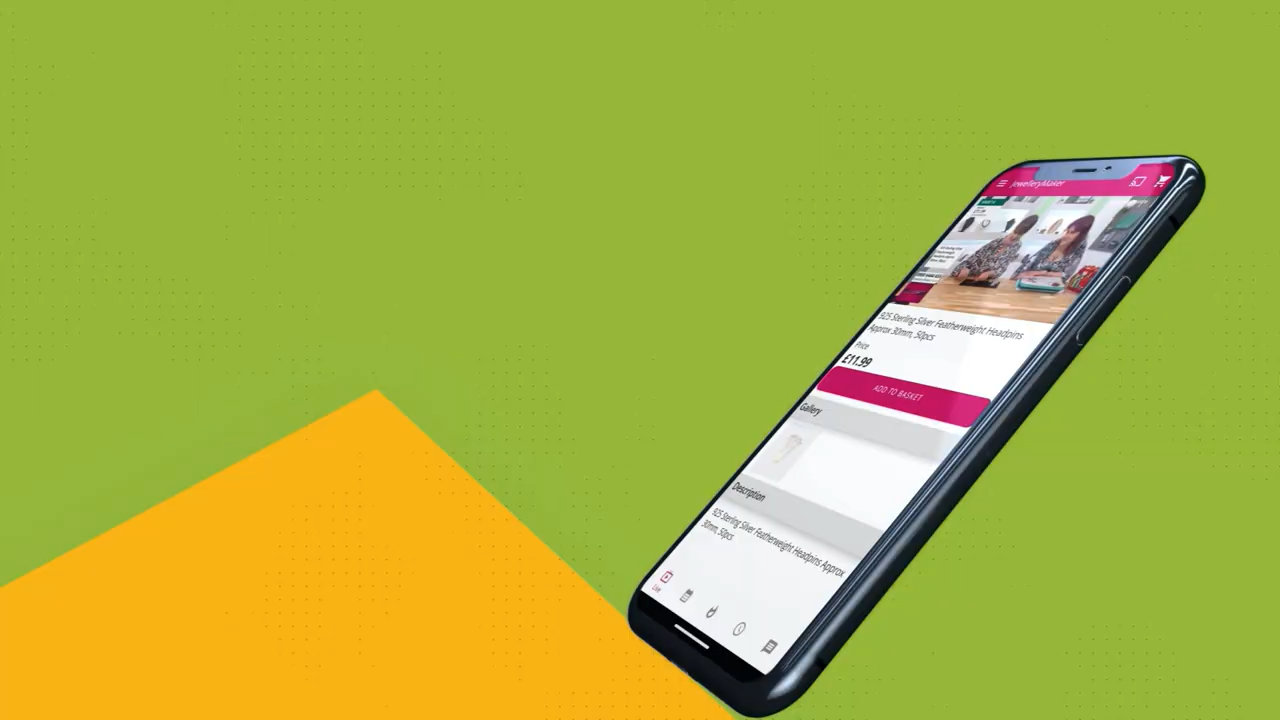 JewelleryMaker
925 Sterling Silver Featherweight Headpins
Approx 30mm, 50pcs
Price
£11.99
ADD TO BASKET
Gallery
Description
925 Sterling Silver Featherweight Headpins Approx
30mm, 50pcs
Live